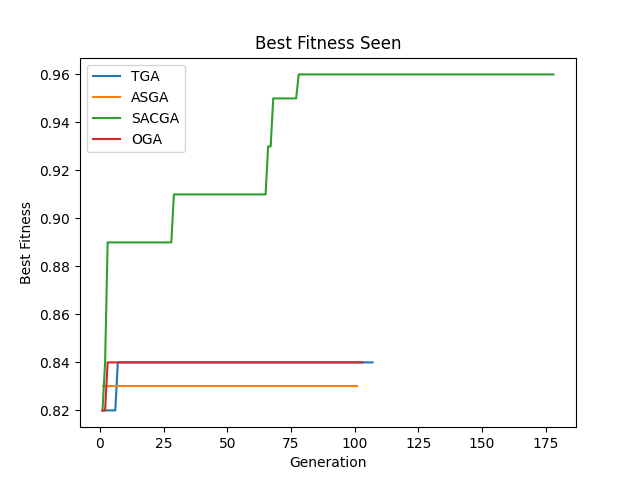 Best Fitness Seen
TGA
ASGA
SACGA
OGA
0.96
0.94
0.92
0.90
0.88
0.86
0.84
0.82
Best Fitness
0 25 50 75 100 125 150 175
Generation